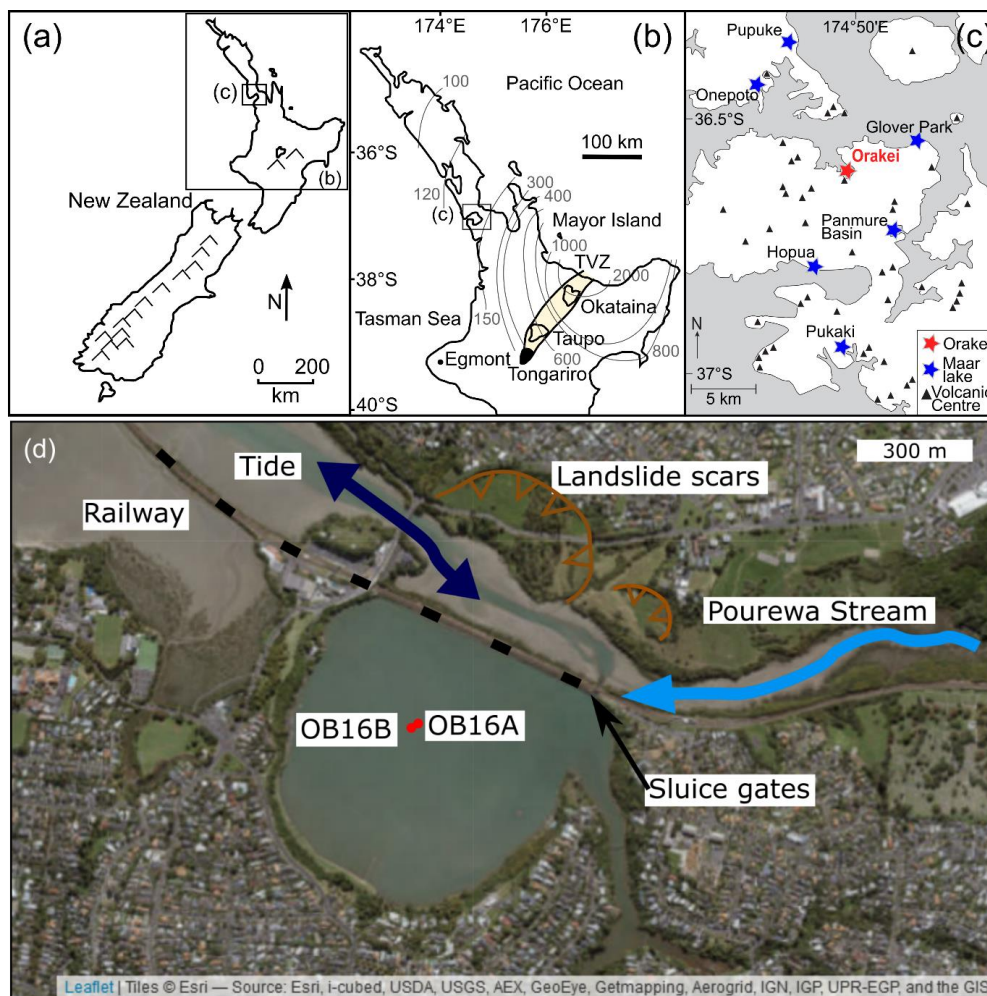 (a)
(c)
(b)
New Zealand
N
0 200
km
174°E 176°E
(b)
100
Pacific Ocean
100 km
36°S
120
300
400
(c)
Mayor Island
1000
TVZ
2000
38°S
Okataina
Tasman Sea
150
Taupo
Egmont
600
800
Tongariro
40°S
174°50'E
(c)
Pupuke
Onepoto
36.5°S
Glover Park
Orakei
Panmure
Basin
Hopua
N
Pukaki
37°S
5 km
Orakei
Maar
lake
Volcanic
Centre
(d)
300 m
Tide
Landslide scars
Railway
Pourewa Stream
OB16B
OB16A
Sluice gates
Leaflet | Tiles © Esri — Source: Esri, i-cubed, USDA, USGS, AEX, GeoEye, Getmapping, Aerogrid, IGN, IGP, UPR-EGP, and the GIS